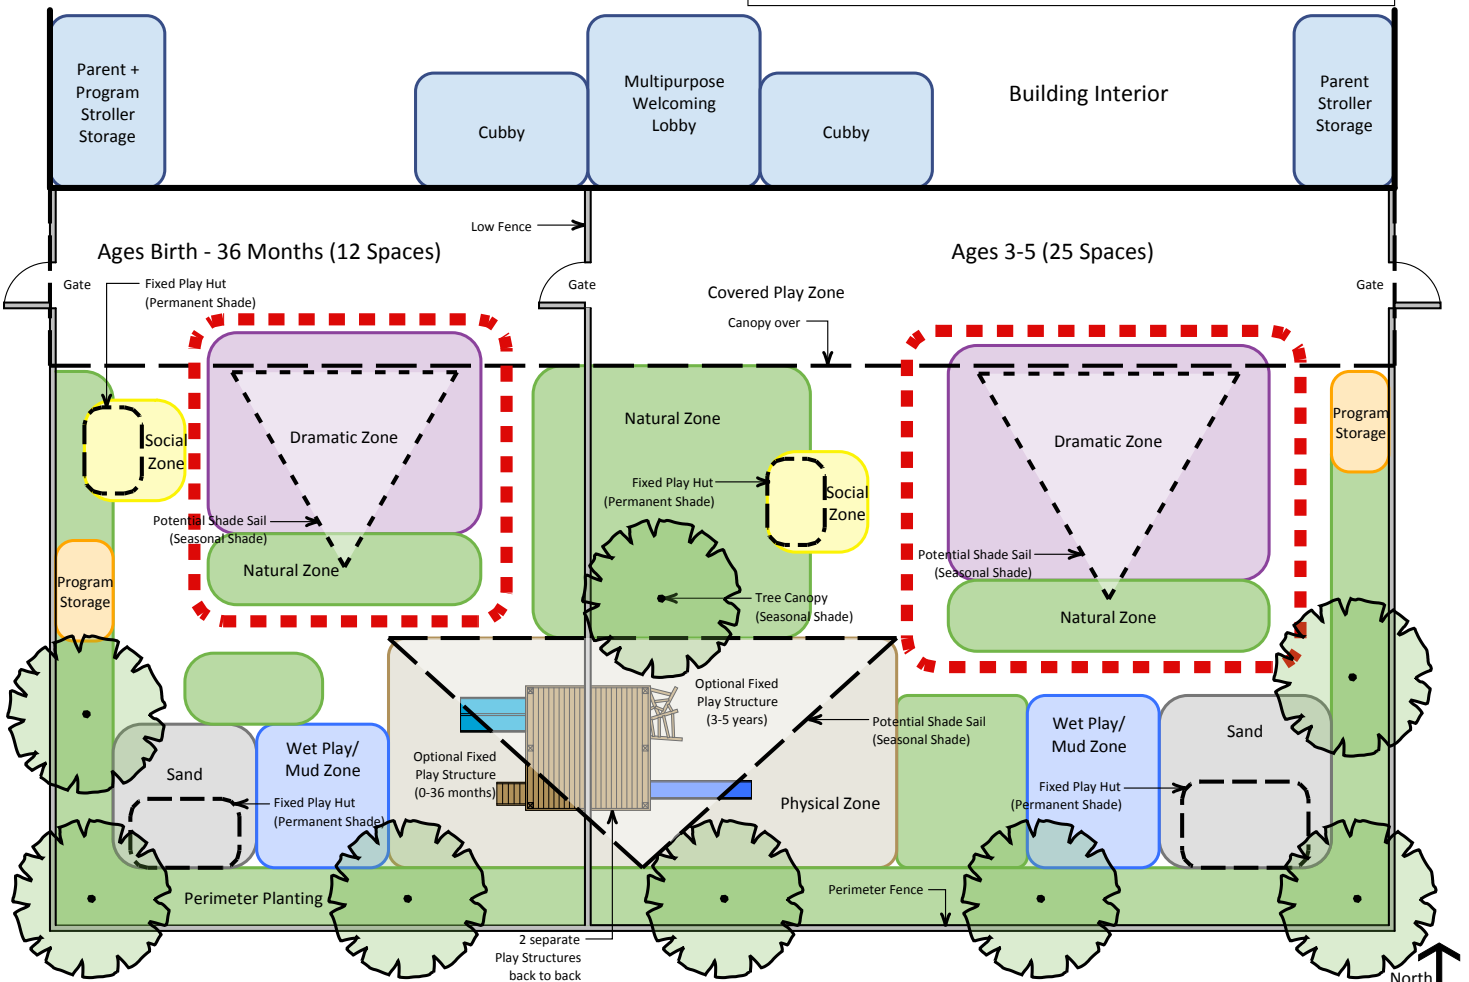 Parent +
Program
Stroller
Storage
Cubby
Multipurpose
Welcoming
Lobby
Cubby
Building Interior
Parent
Stroller
Storage
Low Fence
Ages Birth - 36 Months (12 Spaces)
Ages 3-5 (25 Spaces)
Gate
Fixed Play Hut
(Permanent Shade)
Gate
Covered Play Zone
Canopy over
Gate
Social
Zone
Dramatic Zone
Natural Zone
Dramatic Zone
Program
Storage
Fixed Play Hut
(Permanent Shade)
Social
Zone
Potential Shade Sail
(Seasonal Shade)
Natural Zone
Potential Shade Sail
(Seasonal Shade)
Program
Storage
Tree Canopy
(Seasonal Shade)
Natural Zone
Optional Fixed
Play Structure
(3-5 years)
Potential Shade Sail
(Seasonal Shade)
Wet Play/
Mud Zone
Sand
Sand
Wet Play/
Mud Zone
Optional Fixed
Play Structure
(0-36 months)
Fixed Play Hut
(Permanent Shade)
Physical Zone
Fixed Play Hut
(Permanent Shade)
Perimeter Planting
Perimeter Fence
2 separate
Play Structures
back to back
North